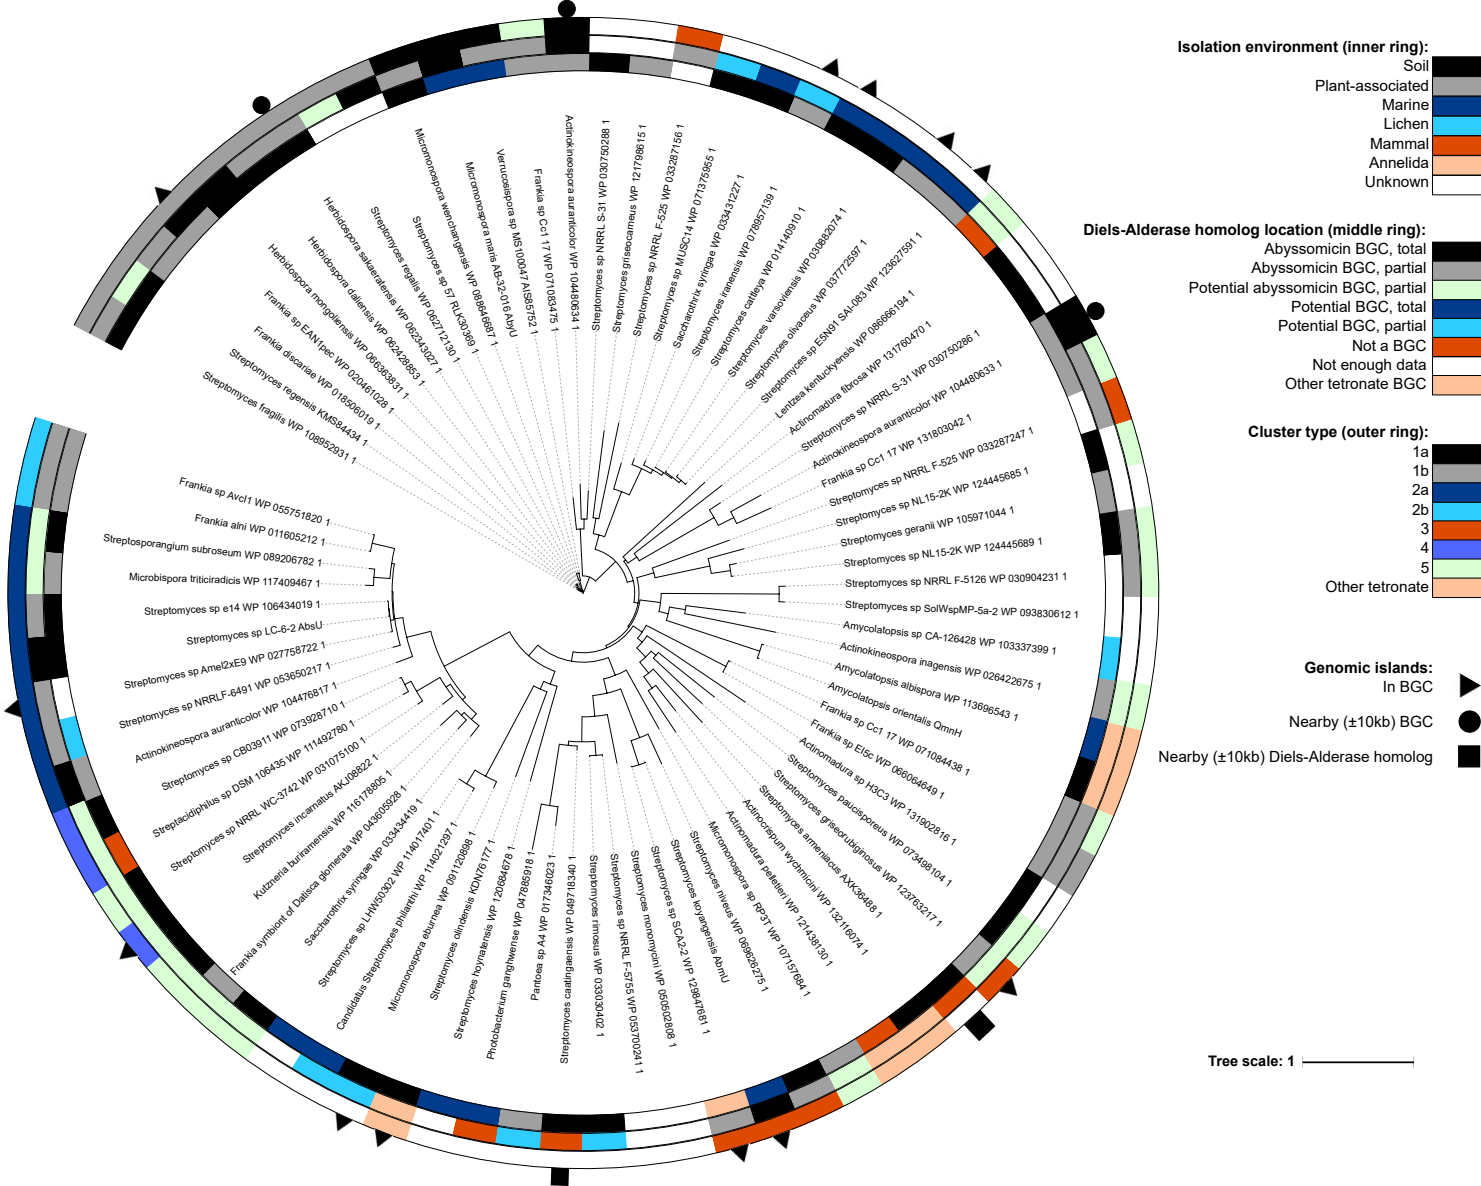 Isolation environment (inner ring):
Soil
Plant-associated
Marine
Lichen
Mammal
Annelida
Unknown
Diels-Alderase homolog location (middle ring):
Abyssomicin BGC, total
Abyssomicin BGC, partial
Potential abyssomicin BGC, partial
Potential BGC, total
Potential BGC, partial
Not a BGC
Not enough data
Other tetronate BGC
Cluster type (outer ring):
1a
1b
2a
2b
3
4
5
Other tetronate
Genomic islands:
In BGC
Nearby (±10kb) BGC
Nearby (±10kb) Diels-Alderase homolog
Tree scale: 1
Streptomyces fragilis WP 108952931 1
Streptomyces regensis KMS84434 1
Frankia discariae WP 018506019 1
Frankia sp EAN1pec WP 020461028 1
Herbidospora mongoliensis WP 066363831 1
Herbidospora daliensis WP 062428853 1
Herbidospora sakaeratensis WP 062343027 1
Streptomyces regalis WP 062712130 1
Streptomyces sp 57 RLK30369 1
Micromonospora wenchangensis WP 088646687 1
Micromonospora maris AB-32-016 AbyU
Verrucosispora sp MS100047 AIS85752 1
Frankia sp Cc1 17 WP 071083475 1
Actinokineospora auranticolor WP 104480634 1
Streptomyces sp NRRL S-31 WP 030750288 1
Streptomyces griseocarneus WP 121798615 1
Streptomyces sp NRRL F-525 WP 033287156 1
Streptomyces sp MUSC14 WP 071375955 1
Saccharothrix syringae WP 033431227 1
Streptomyces iranensis WP 078957139 1
Streptomyces cattleya WP 014140910 1
Streptomyces varsoviensis WP 030882074 1
Streptomyces olivaceus WP 037772597 1
Streptomyces sp E5N91 SAI-083 WP 123627591 1
Lentzea kentuckyensis WP 086666194 1
Actinomadura fibrosa WP 131760470 1
Streptomyces sp NRRL S-31 WP 030750286 1
Actinokineospora auranticolor WP 104480633 1
Frankia sp Cc1 17 WP 131803042 1
Streptomyces sp NRRL F-525 WP 033287247 1
Streptomyces sp NL15-2K WP 124445685 1
Streptomyces geranii WP 105971044 1
Streptomyces sp NL15-2K WP 124445689 1
Streptomyces sp NRRL F-5126 WP 030904231 1
Streptomyces sp SolWspMP-5a-2 WP 093830612 1
Amycolatopsis sp CA-126428 WP 103337399 1
Actinokineospora inagensis WP 026422675 1
Amycolatopsis albispora WP 113696543 1
Amycolatopsis orientalis QmnH
Frankia sp Cc1 17 WP 071084438 1
Frankia sp EI5c WP 066064649 1
Actinomadura sp H3C3 WP 131902816 1
Streptomyces paucisporeus WP 073498104 1
Streptomyces griseorubiginosus WP 123763217 1
Streptomyces armeniacus AXK36488 1
Actinocrispum wychmicini WP 132116074 1
Actinomadura pelletieri WP 121438130 1
Micromonospora sp RP3T WP 107157684 1
Streptomyces niveus WP 069626275 1
Streptomyces koyangensis AbmU
Streptomyces sp SCA2-2 WP 129847681 1
Streptomyces monomycini WP 050502808 1
Streptomyces sp NRRL F-5755 WP 053700241 1
Streptomyces rimosus WP 033030402 1
Streptomyces caatingaensis WP 049718340 1
Pantoea sp A4 WP 017346023 1
Photobacterium ganghwense WP 047885918 1
Streptomyces hoynatensis WP 120684678 1
Streptomyces olindensis KDN76177 1
Micromonospora eburnea WP 091120898 1
Candidatus Streptomyces philanthi WP 114021297 1
Streptomyces sp LHW50302 WP 114017401 1
Saccharothrix syringae WP 033434419 1
Frankia symbiont of Datisca glomerata WP 043605928 1
Kutzneria buriramensis WP 116178805 1
Streptomyces incarnatus AKJ08822 1
Streptomyces sp NRRL WC-3742 WP 031075100 1
Streptacidiphilus sp DSM 106435 WP 111492780 1
Streptomyces sp CB03911 WP 073928710 1
Actinokineospora auranticolor WP 104476817 1
Streptomyces sp NRRLF-6491 WP 053650217 1
Streptomyces sp Amel2xE9 WP 027758722 1
Streptomyces sp LC-6-2 AbsU
Streptomyces sp e14 WP 106434019 1
Microbispora triticiradicis WP 117409467 1
Streptosporangium subroseum WP 089206782 1
Frankia alni WP 011605212 1
Frankia sp Avcl1 WP 055751820 1